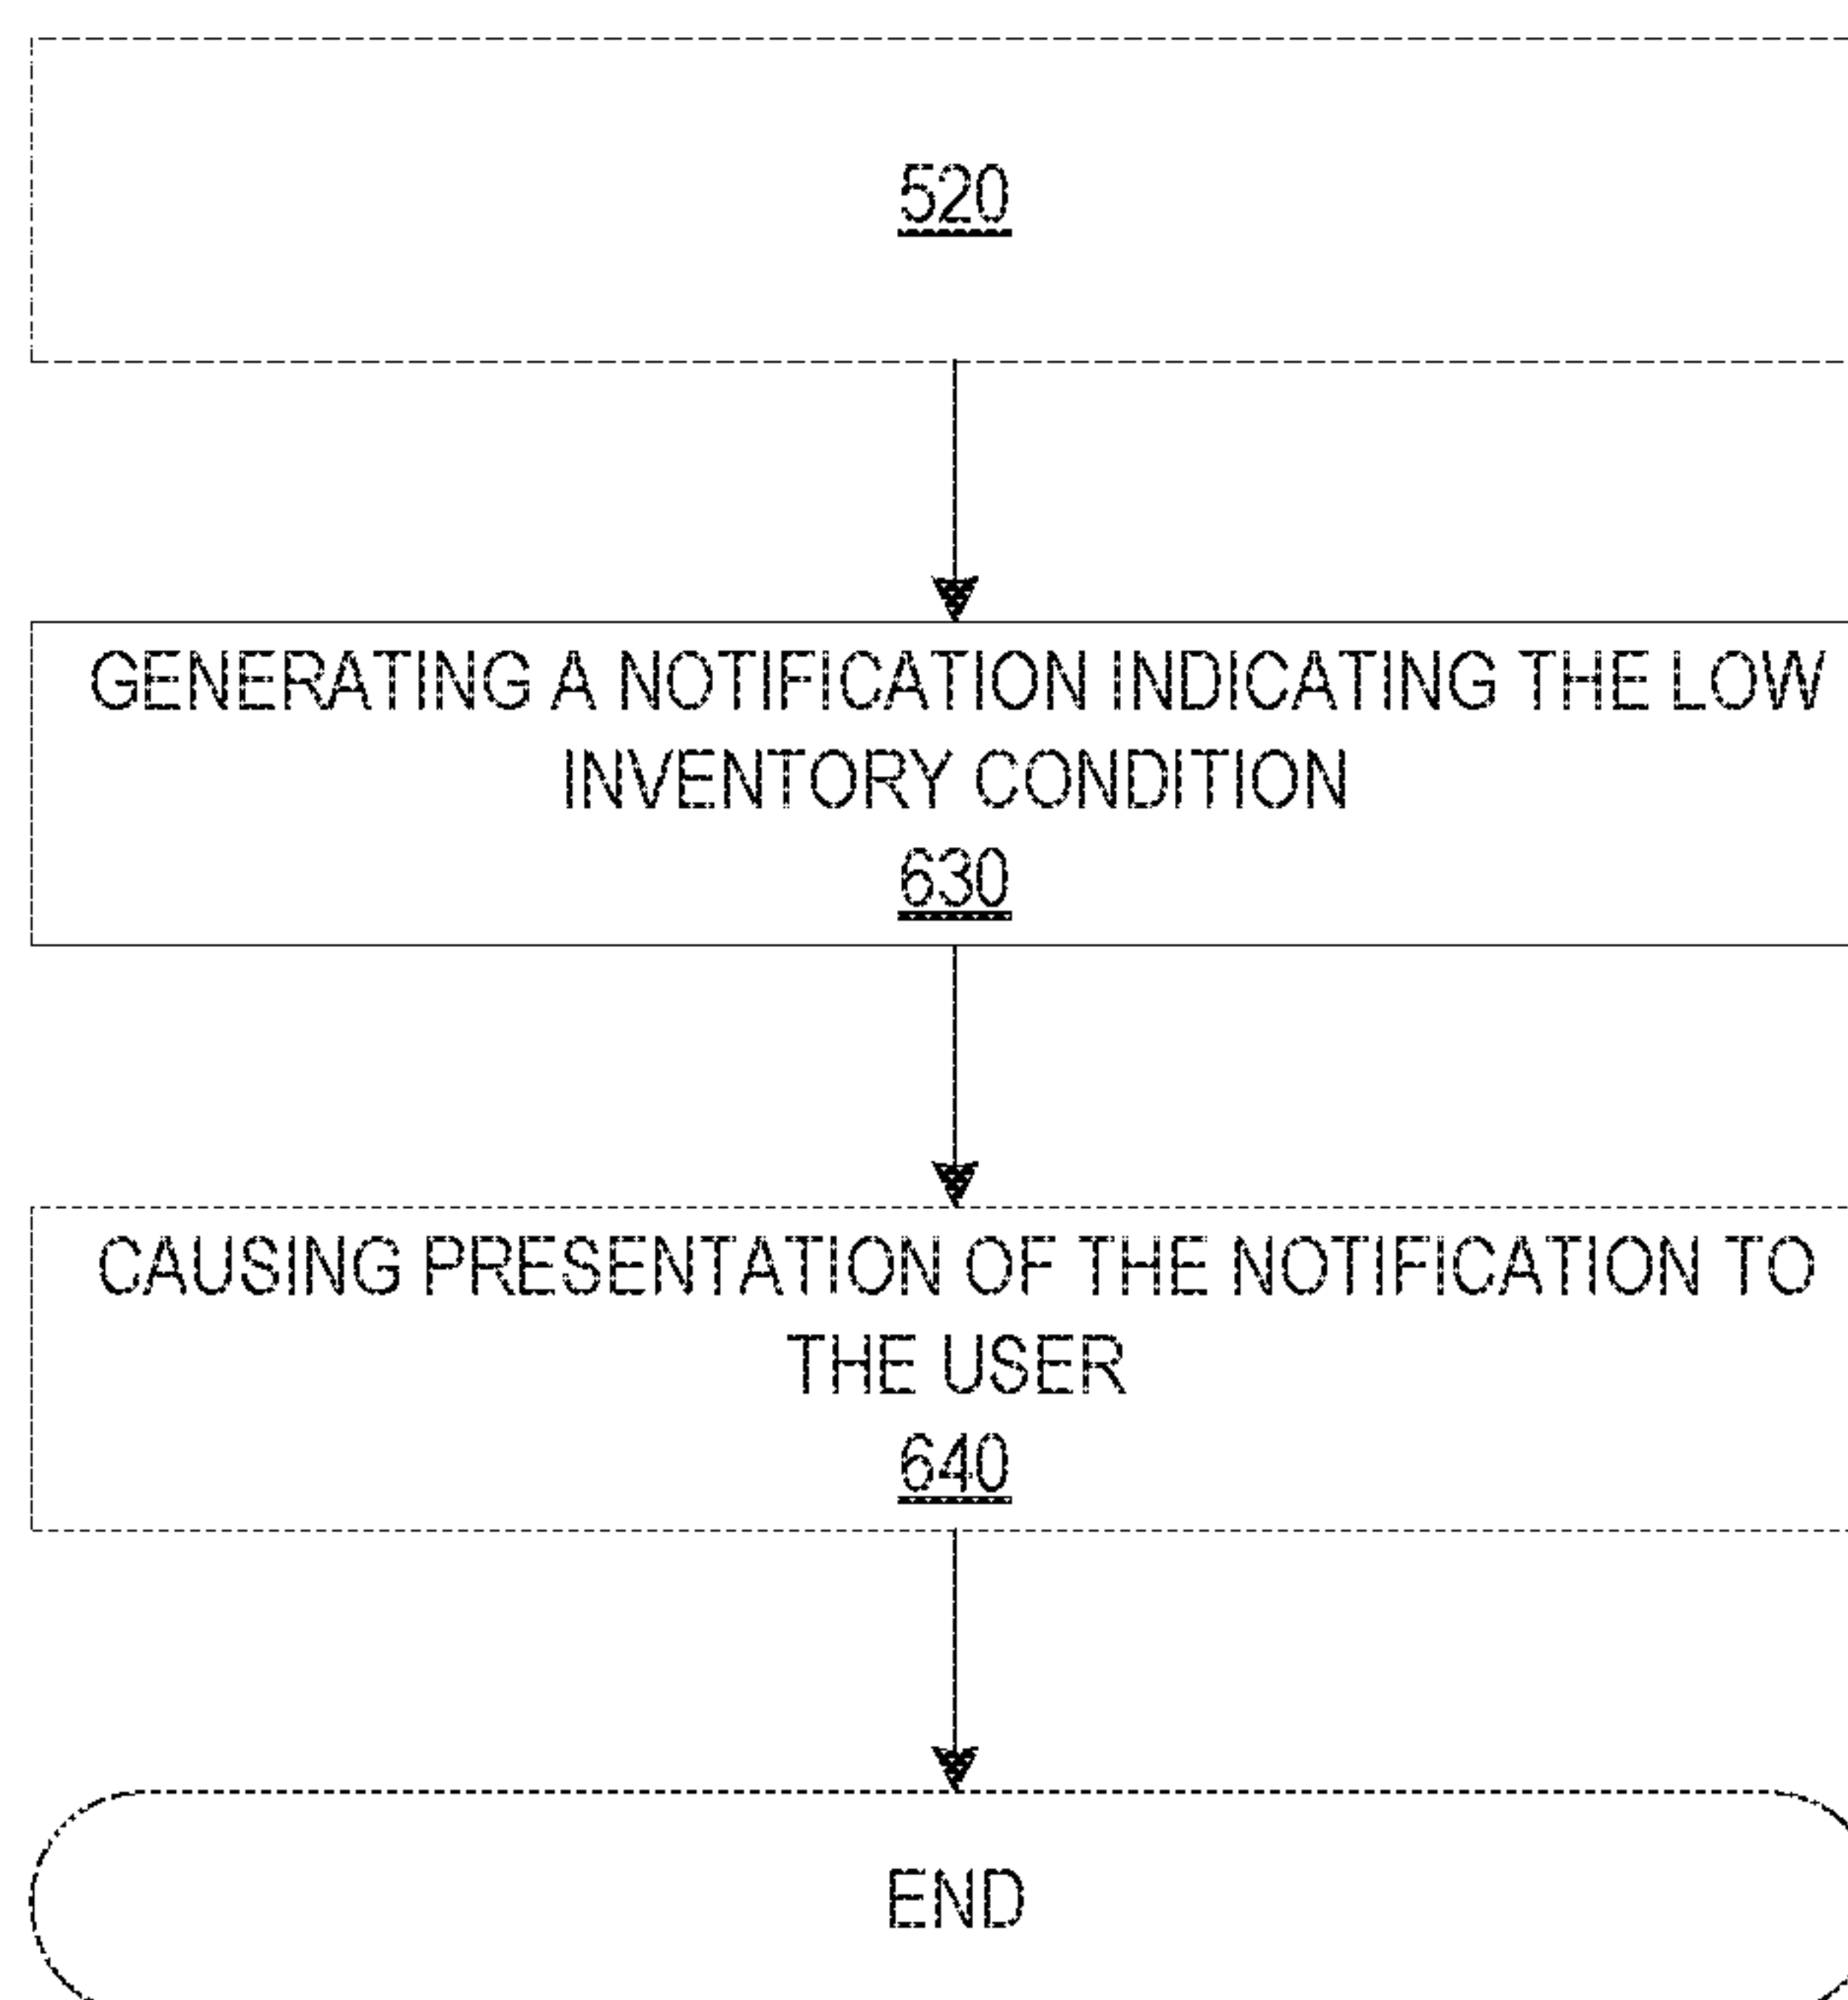 520
GENERATING A NOTIFICATION INDICATING THE LOW
INVENTORY CONDITION
630
CAUSING PRESENTATION OF THE NOTIFICATION TO
THE USER
640
END